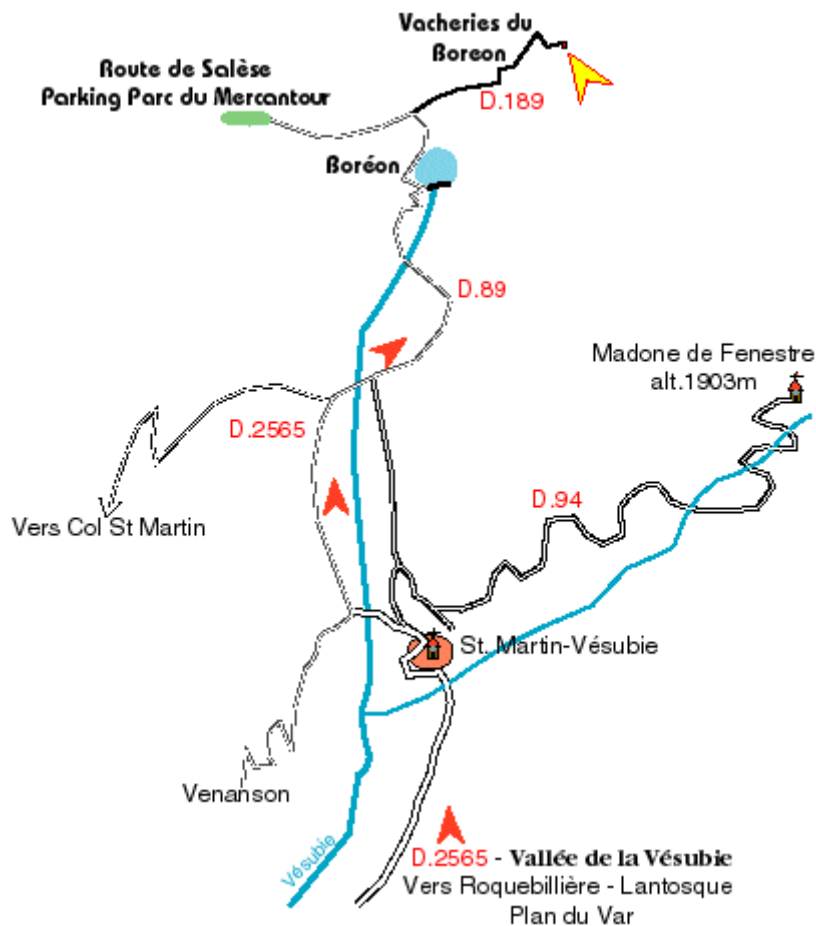 Vacheries du
Boreon
Route de Salèse
Parking Parc du Mercantour
D.189
Boréon
D.89
Madone de Fenestre
alt.1903m
D.2565
D.94
Vers Col St Martin
St. Martin-Vésubie
Venanson
Vésubie
D.2565 - Vallée de la Vésubie
Vers Roquebillière - Lantosque
Plan du Var